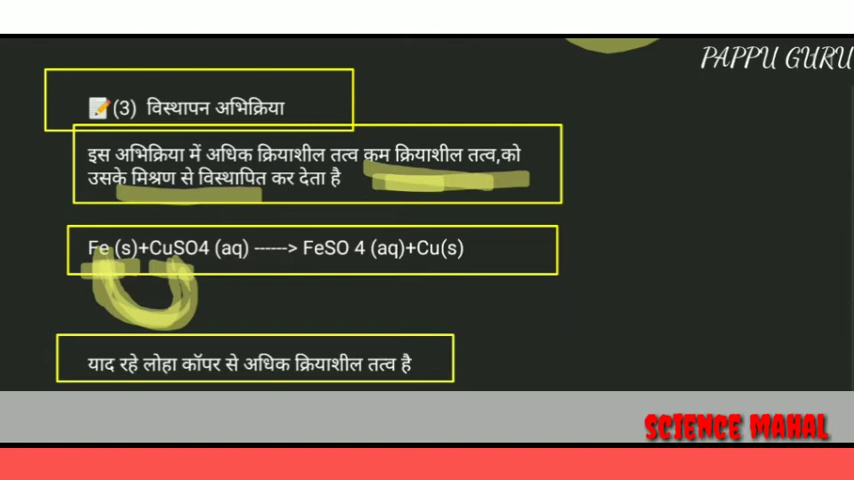 PAPPU GURU
(3) विस्थापन अभिक्रिया
इस अभिक्रिया में अधिक क्रियाशील तत्व कम क्रियाशील तत्व,को
उसके मिश्रण से विस्थापित कर देता है
Fe (s)+CuSO4 (aq) ------> FeSO 4 (aq)+Cu(s)
याद रहे लोहा कॉपर से अधिक क्रियाशील तत्व है
SCIENCE MAHAL